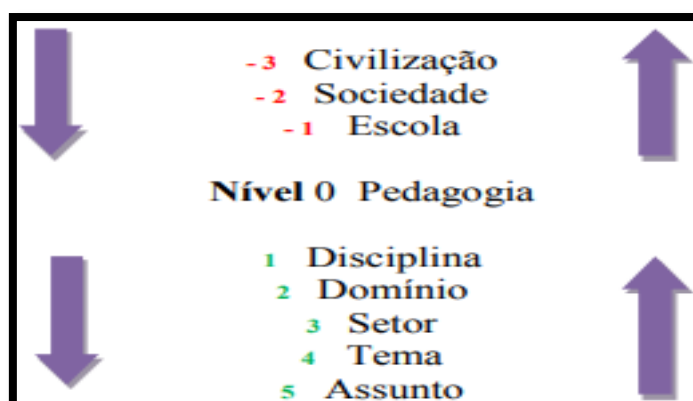 - 3 Civilização
- 2 Sociedade
- 1 Escola
Nível 0 Pedagogia
1 Disciplina
2 Domínio
3 Setor
4 Tema
5 Assunto